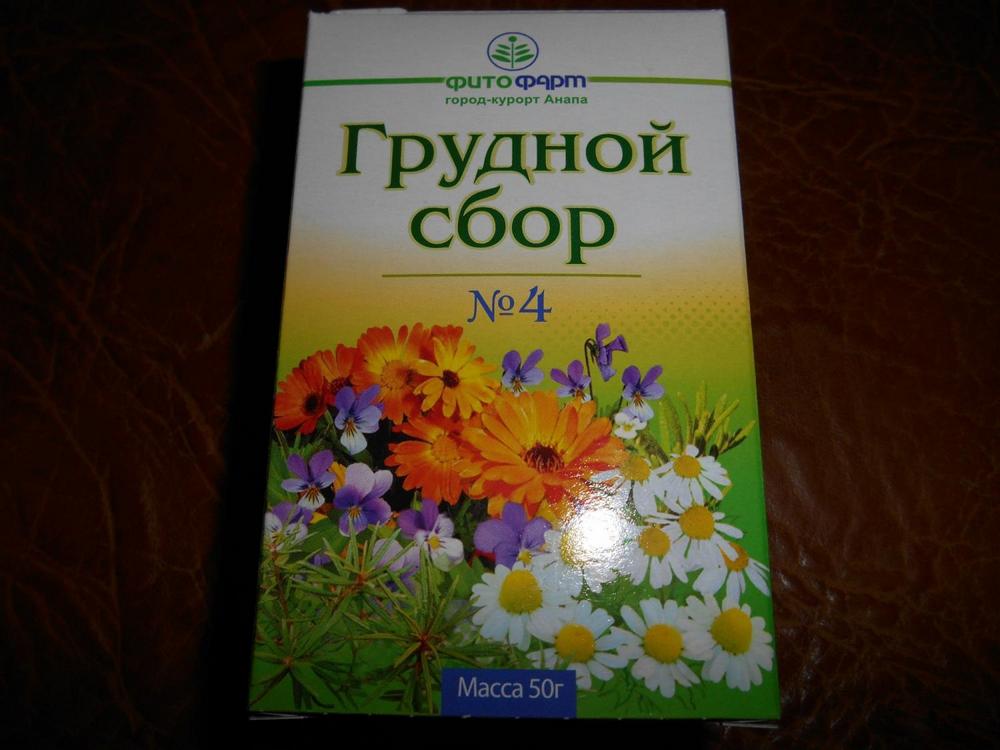 фитофарм
город-курорт Анапа
Грудной
сбор
№4
Масса 50г